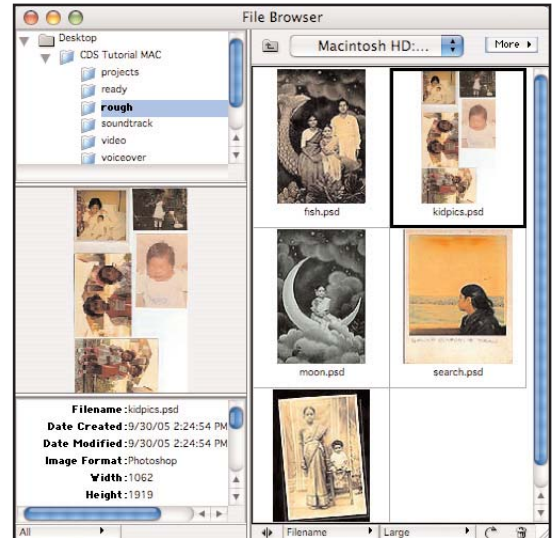 File Browser
Desktop
CDS Tutorial MAC
projects
ready
rough
soundtrack
video
voiceover
Macintosh HD:...
More
fish.psd
kidpics.psd
moon.psd
search.psd
Filename:kidpics.psd
Date Created:9/30/05 2:24:54 PM
Date Modified:9/30/05 2:24:54 PM
Image Format:Photoshop
Width:1062
Height:1919
All
Filename
Large